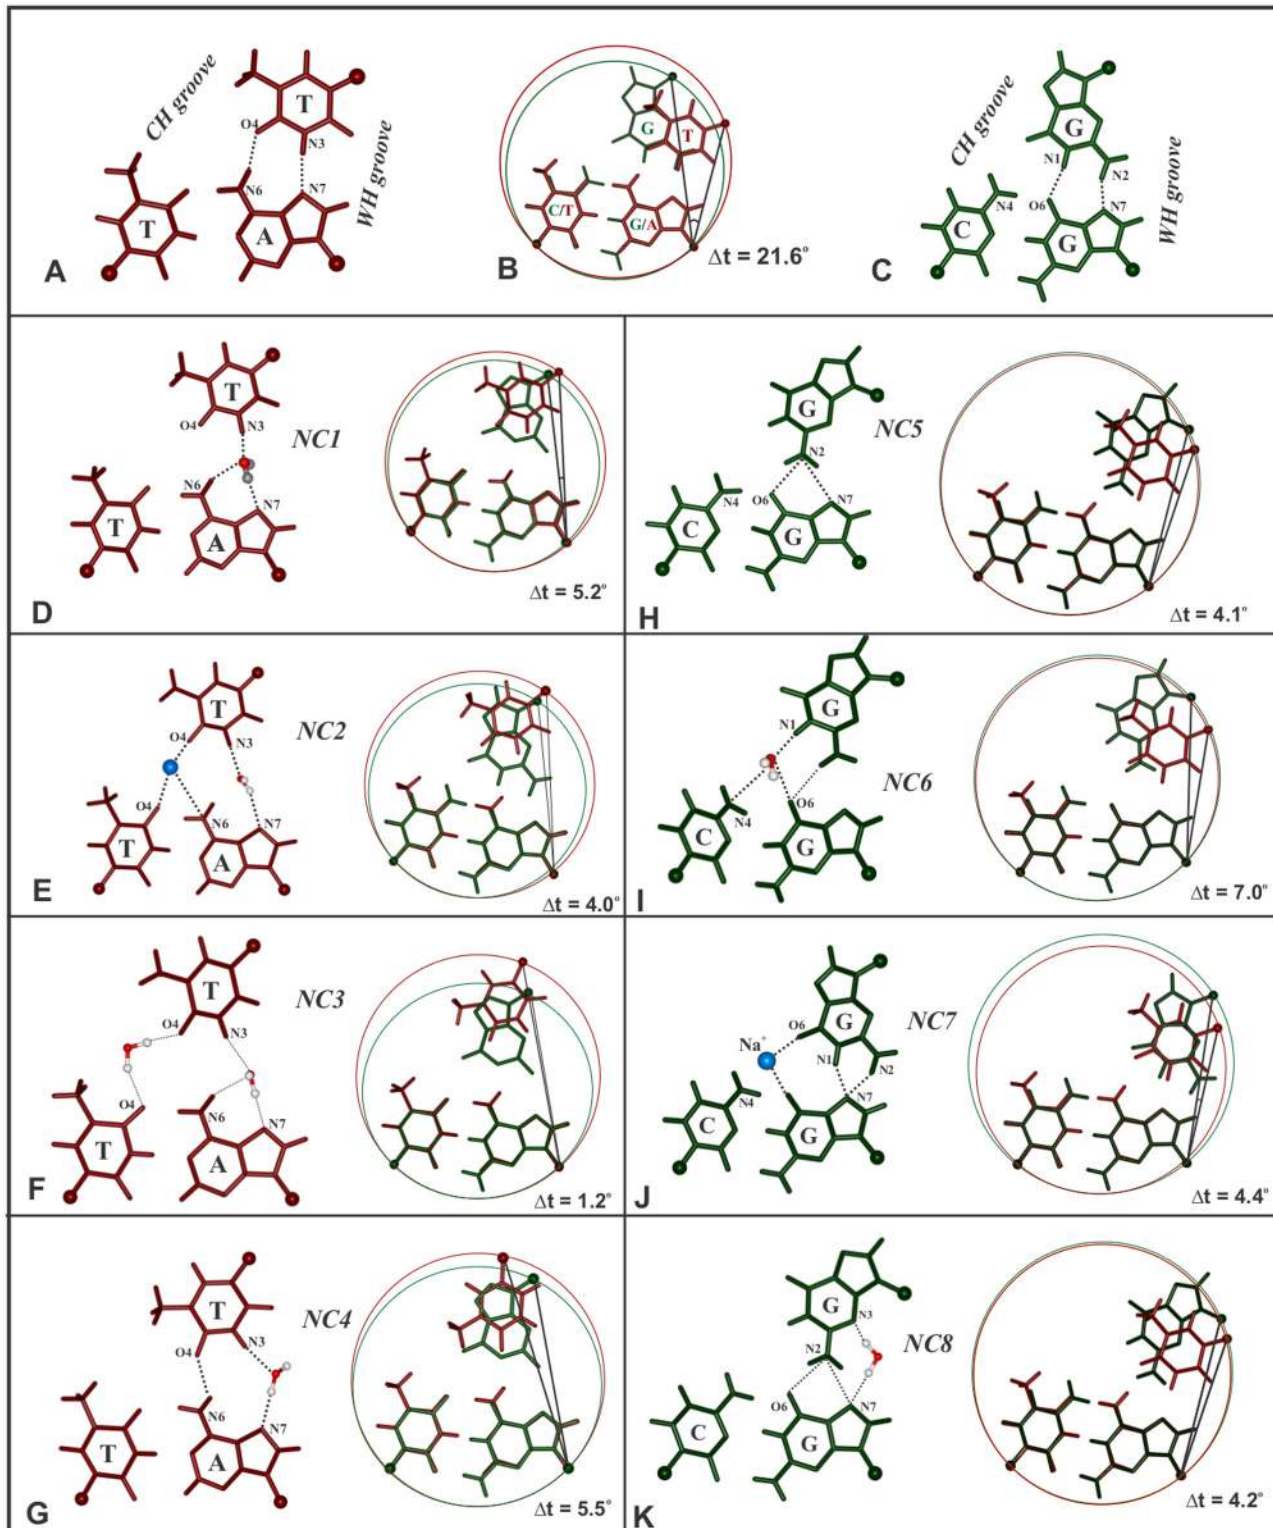 CH groove
T
O4
N3
WH groove
N6
N7
T
A
A
G
T
C/T
G/A
B
Δt = 21.6°
CH groove
G
N1
N2
WH groove
N4
O6
N7
C
G
C
T
O4
N3
NC1
N6
N7
T
A
D
Δt = 5.2°
G
NC5
N2
N4
O6
N7
C
G
H
Δt = 4.1°
T
O4
N3
NC2
O4
N6
N7
T
A
E
Δt = 4.0°
G
N1
NC6
N4
O6
C
G
I
Δt = 7.0°
T
NC3
O4
N3
O4
N6
N7
T
A
F
Δt = 1.2°
O6
G
NC7
Na+
N1
N2
N4
N7
C
G
J
Δt = 4.4°
T
NC4
O4
N3
N6
N7
T
A
G
Δt = 5.5°
G
N3
NC8
N2
O6
N7
C
G
K
Δt = 4.2°